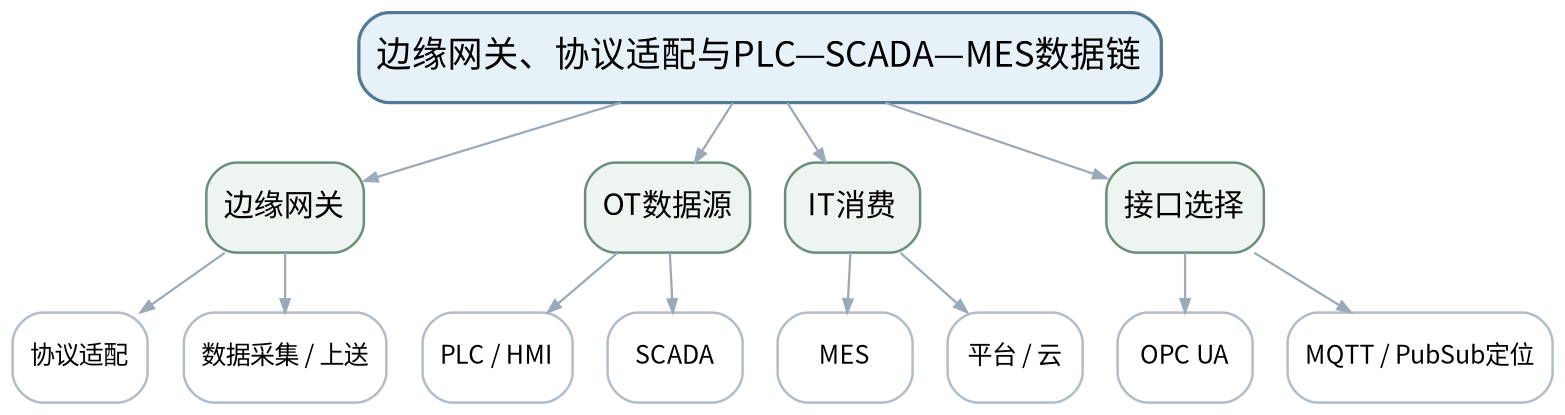 边缘网关、协议适配与PLC—SCADA—MES数据链
边缘网关
OT数据源
IT消费
接口选择
协议适配
数据采集 / 上送
PLC / HMI
SCADA
MES
平台 / 云
OPC UA
MQTT / PubSub定位